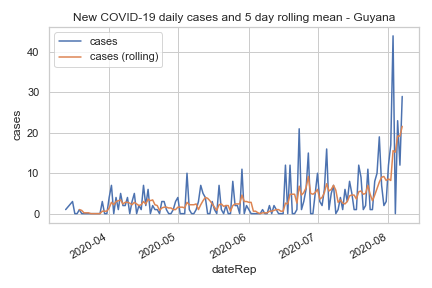 New COVID-19 daily cases and 5 day rolling mean - Guyana
cases
cases (rolling)
cases
40
30
20
10
0
2020-04
2020-05
2020-06
2020-07
2020-08
dateRep